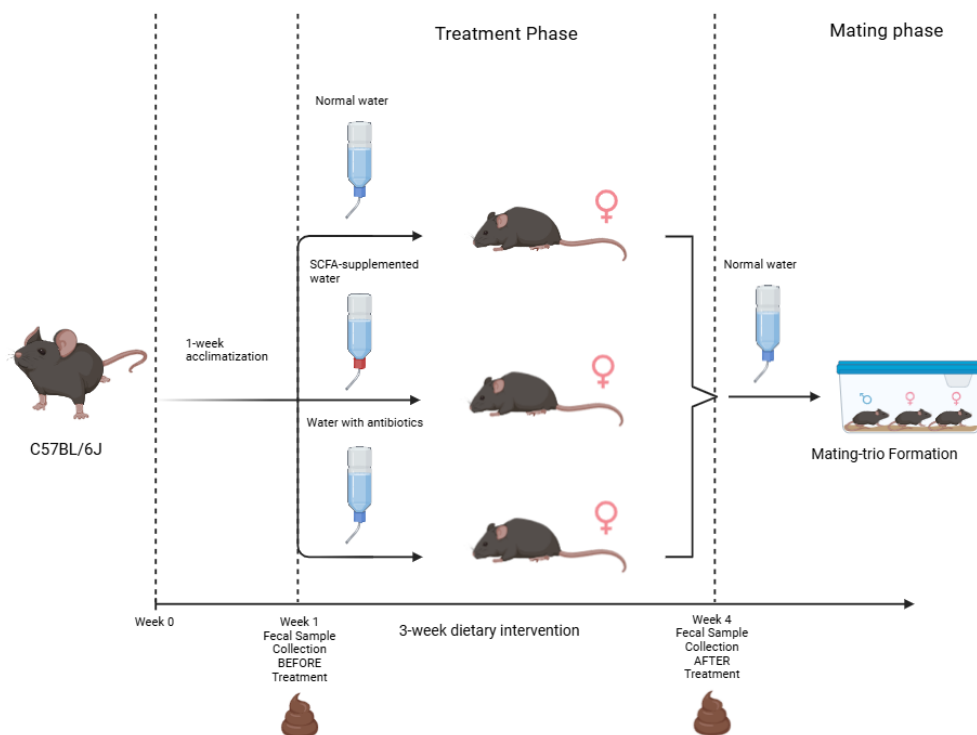 Treatment Phase
Mating phase
Normal water
SCFA-supplemented
water
Normal water
1-week
acclimatization
Water with antibiotics
C57BL/6J
Mating-trio Formation
Week 0
Week 1
Fecal Sample
Collection
BEFORE
Treatment
3-week dietary intervention
Week 4
Fecal Sample
Collection
AFTER
Treatment